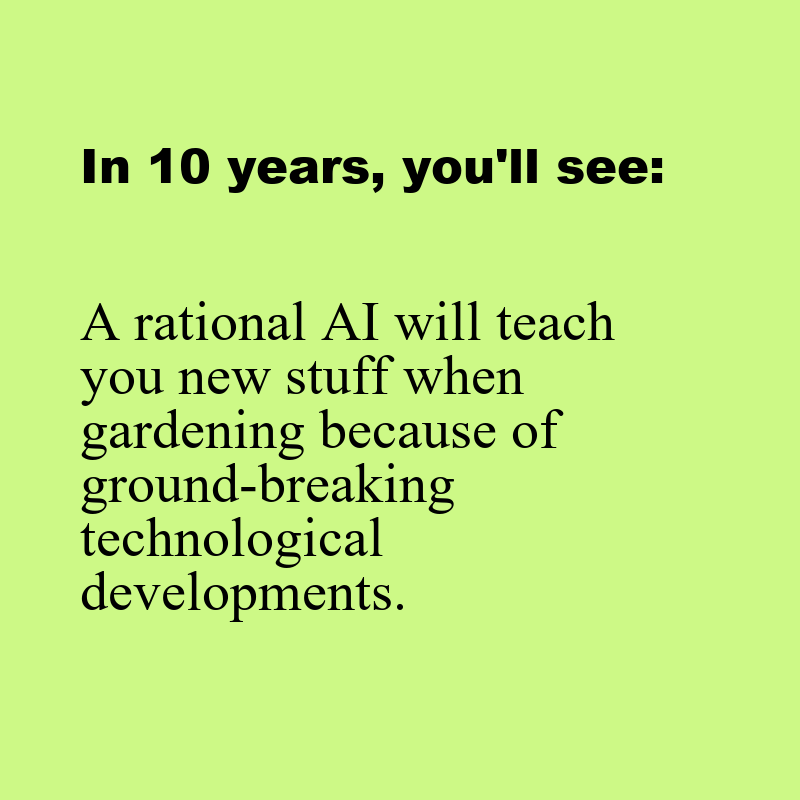 In 10 years, you'll see:
A rational AI will teach
you new stuff when
gardening because of
ground-breaking
technological
developments.